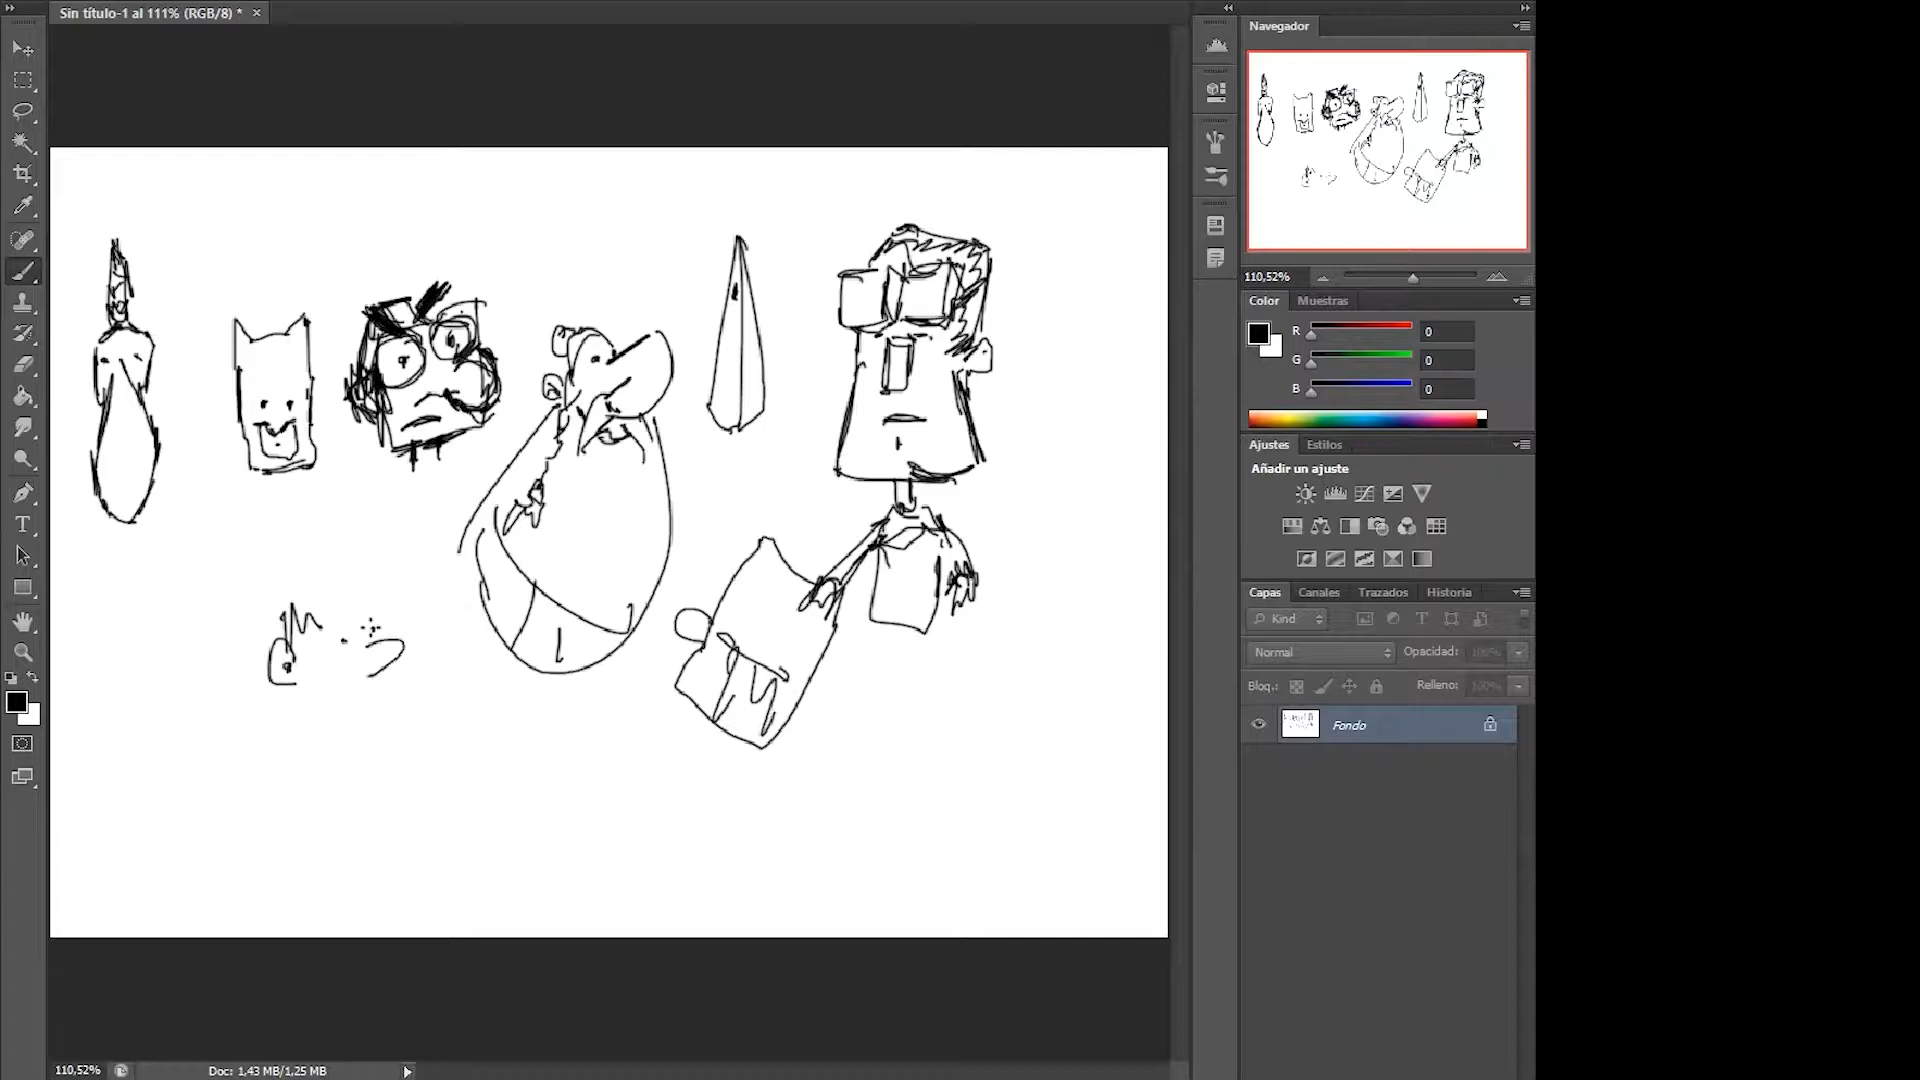 Sin título-1 al 111% (RGB/8) * ×
Navegador
110,52%
Color Muestras
R 0
G 0
B 0
Ajustes Estilos
Añadir un ajuste
Capas Canales Trazados Historia
Kind
Normal Opacidad: 100%
Bloq.: Relleno: 100%
Fondo
110,52% Doc: 1,43 MB/1,25 MB